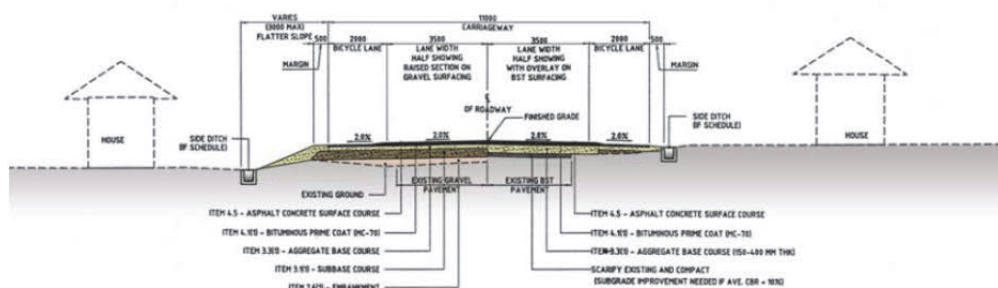 VARIES
(3000 MAX)
FLATTER SLOPE
11000
CARRIAGEWAY
500
2000
BICYCLE LANE
3500
LANE WIDTH
HALF SHOWING
RAISED SECTION ON
GRAVEL SURFACING
3500
LANE WIDTH
HALF SHOWING
WITH OVERLAY ON
BST SURFACING
2000
BICYCLE LANE
500
MARGIN
MARGIN
OF ROADWAY
FINISHED GRADE
HOUSE
SIDE DITCH
(IF SCHEDULE)
2.0%
2.0%
2.0%
2.0%
SIDE DITCH
(IF SCHEDULE)
HOUSE
EXISTING GROUND
EXISTING GRAVEL
PAVEMENT
EXISTING BST
PAVEMENT
ITEM 4.5 - ASPHALT CONCRETE SURFACE COURSE
ITEM 4.1(1) - BITUMINOUS PRIME COAT (MC-70)
ITEM 3.3(1) - AGGREGATE BASE COURSE
ITEM 3.1(1) - SUBBASE COURSE
ITEM 2.4(1) - EMBANKMENT
ITEM 4.5 - ASPHALT CONCRETE SURFACE COURSE
ITEM 4.1(1) - BITUMINOUS PRIME COAT (MC-70)
ITEM 3.3(1) - AGGREGATE BASE COURSE (150-400 MM THK)
SCARIFY EXISTING AND COMPACT
(SUBGRADE IMPROVEMENT NEEDED IF AVE. CBR < 10%)